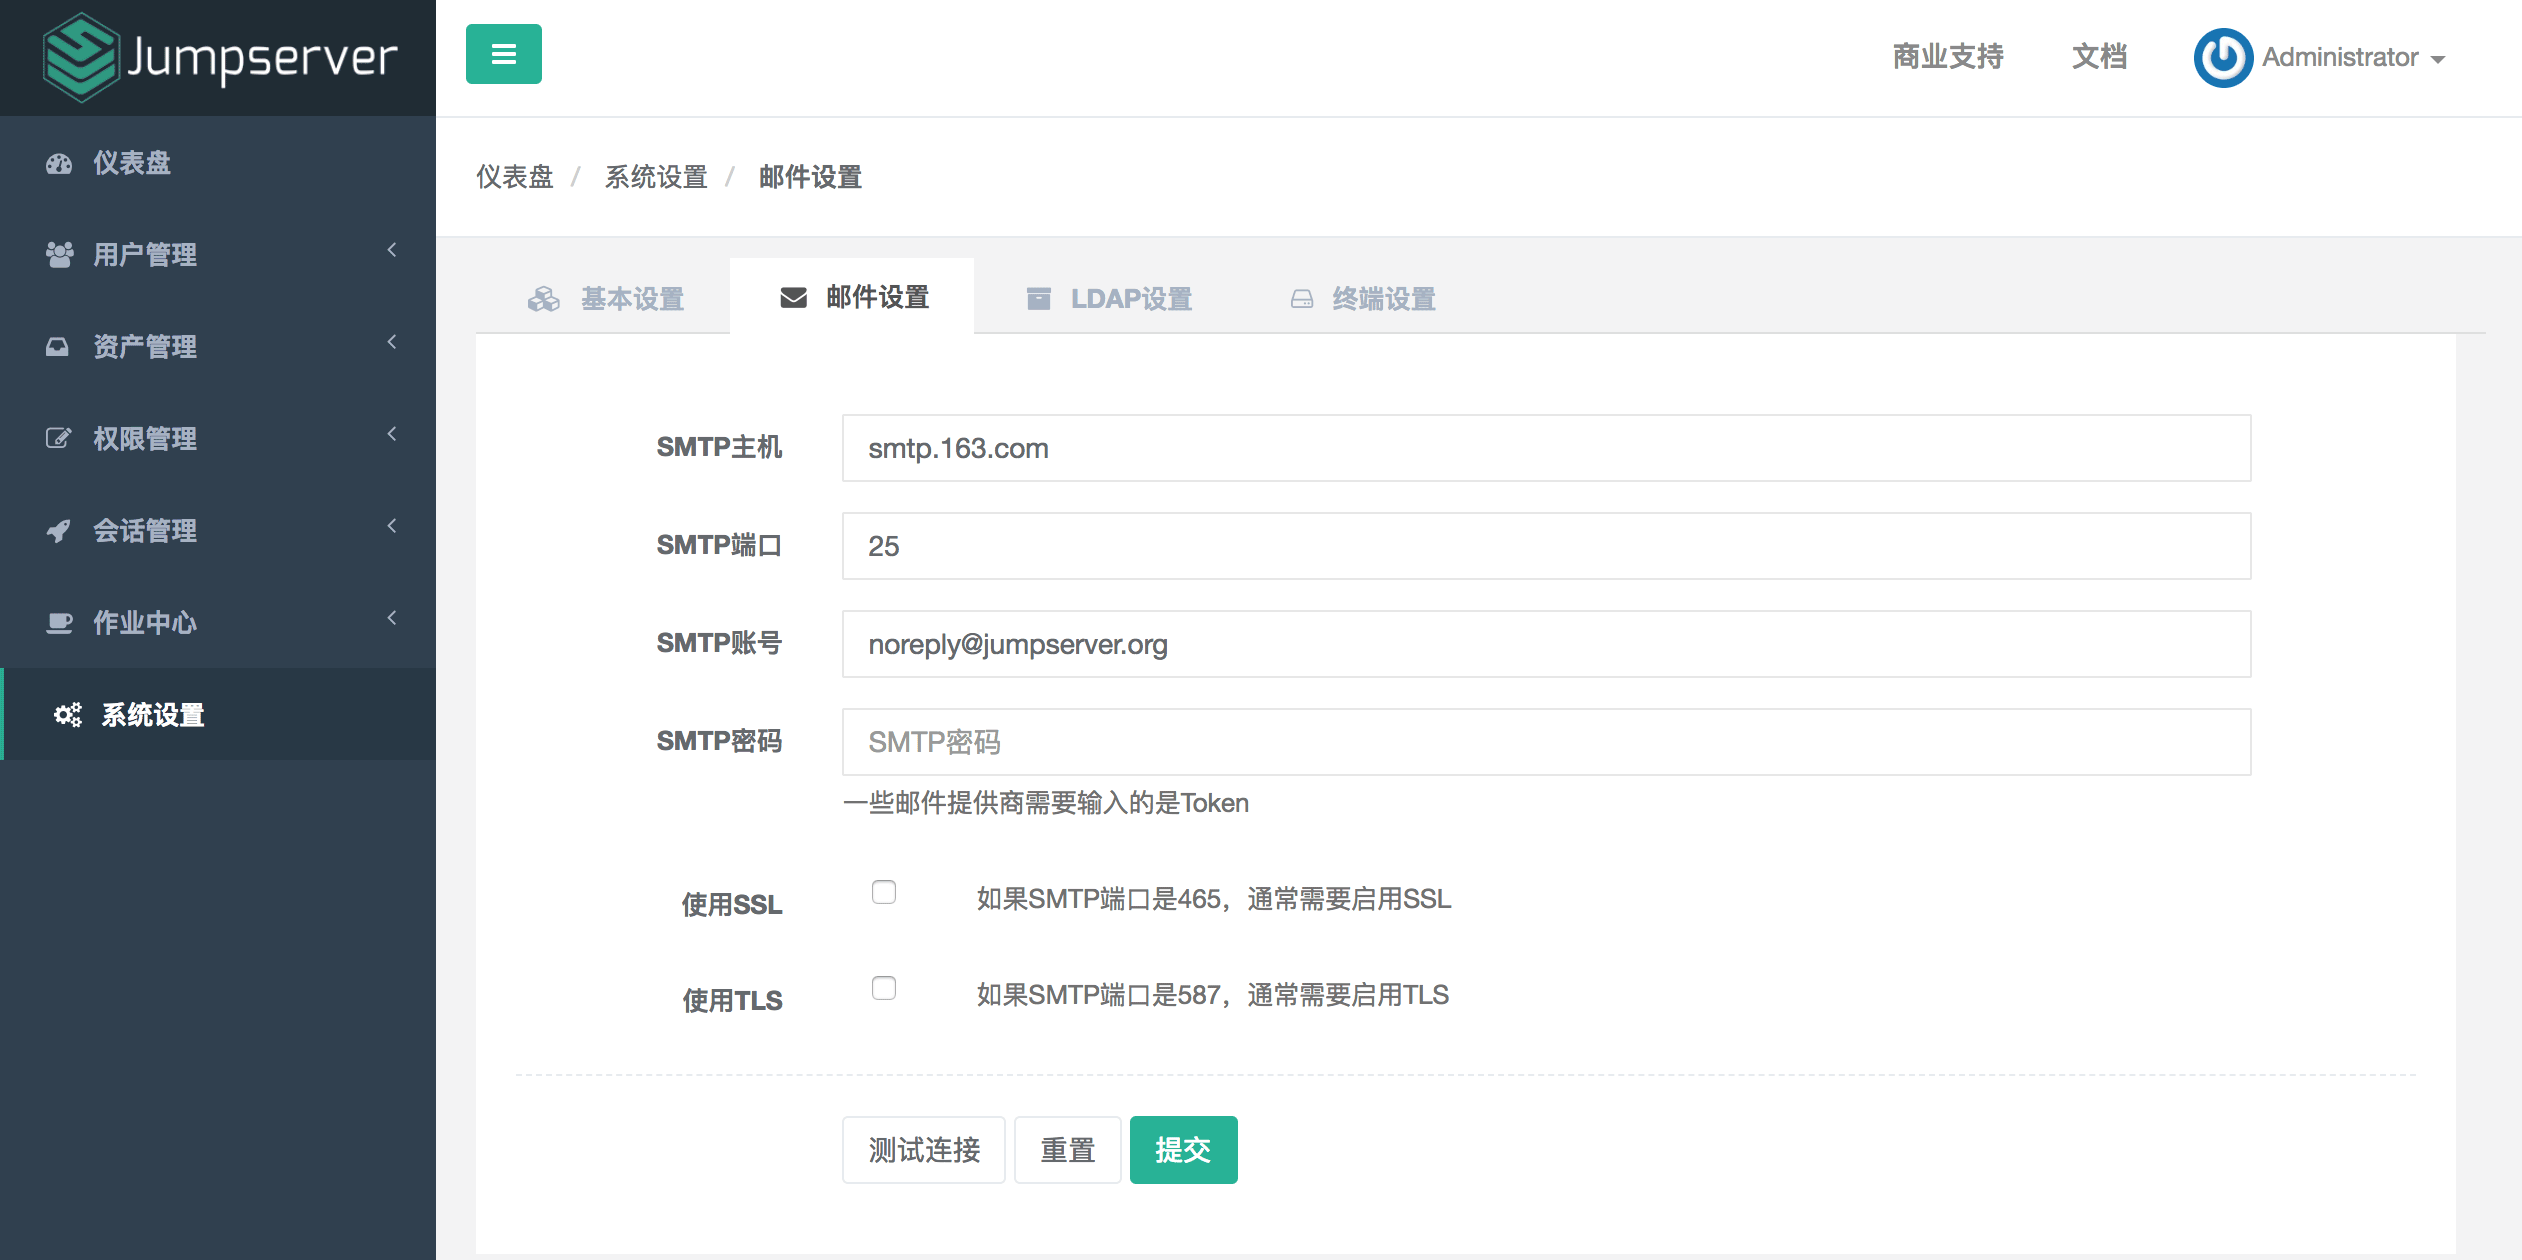 Jumpserver
商业支持
文档
Administrator
仪表盘
用户管理
资产管理
权限管理
会话管理
作业中心
系统设置
仪表盘 / 系统设置 / 邮件设置
基本设置
邮件设置
LDAP设置
终端设置
SMTP主机
smtp.163.com
SMTP端口
25
SMTP账号
noreply@jumpserver.org
SMTP密码
SMTP密码
一些邮件提供商需要输入的是Token
使用SSL
如果SMTP端口是465，通常需要启用SSL
使用TLS
如果SMTP端口是587，通常需要启用TLS
测试连接
重置
提交